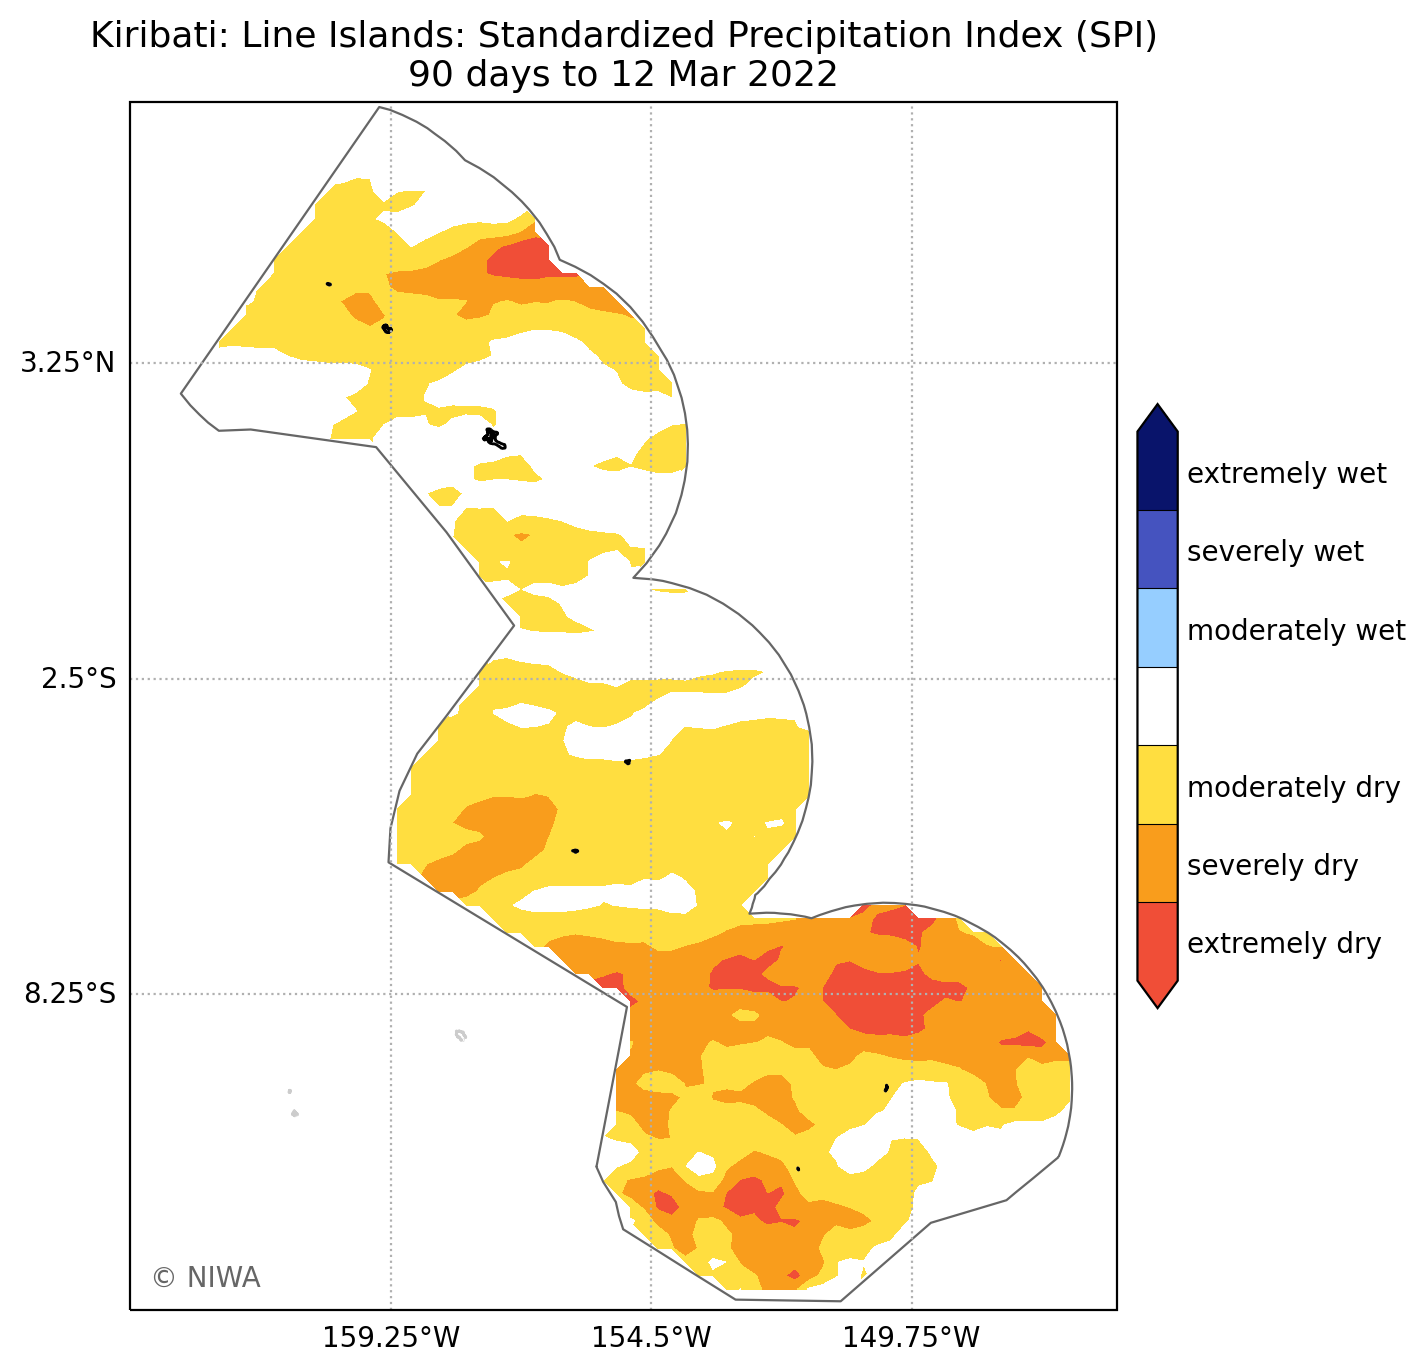 Kiribati: Line Islands: Standardized Precipitation Index (SPI)
90 days to 12 Mar 2022
3.25°N
2.5°S
8.25°S
159.25°W
154.5°W
149.75°W
extremely wet
severely wet
moderately wet
moderately dry
severely dry
extremely dry
© NIWA